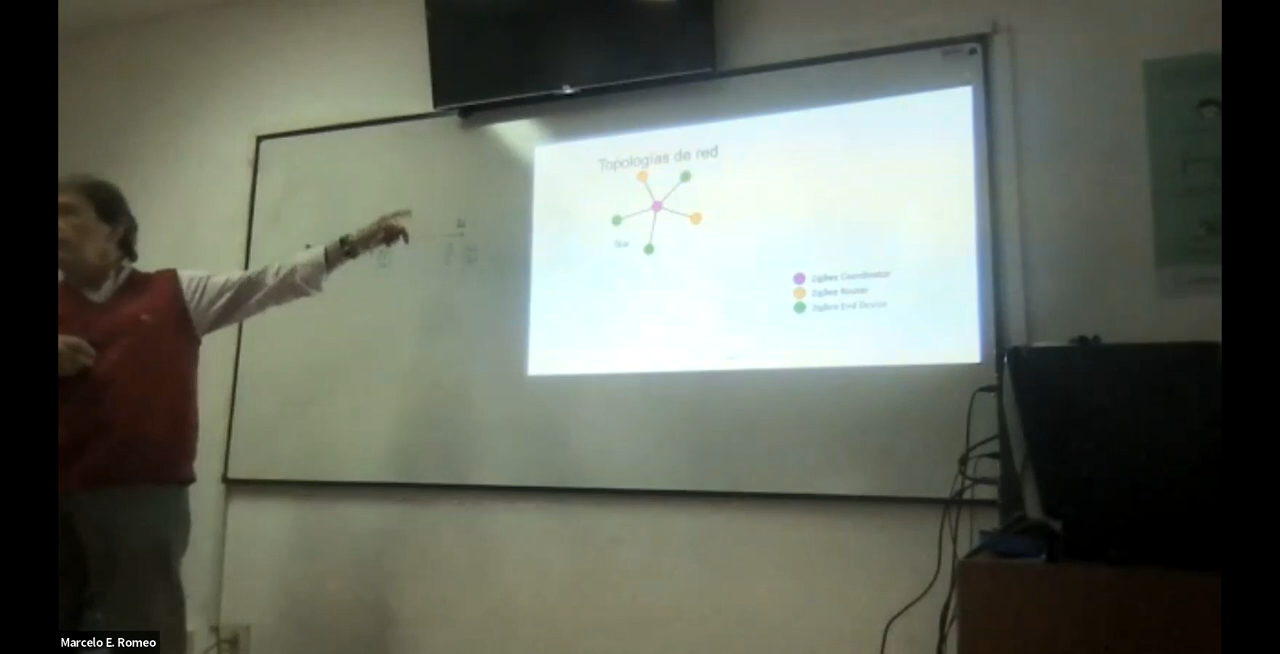 Topologías de red
Star
ZigBee Coordinator
ZigBee Router
ZigBee End Device
Marcelo E. Romeo